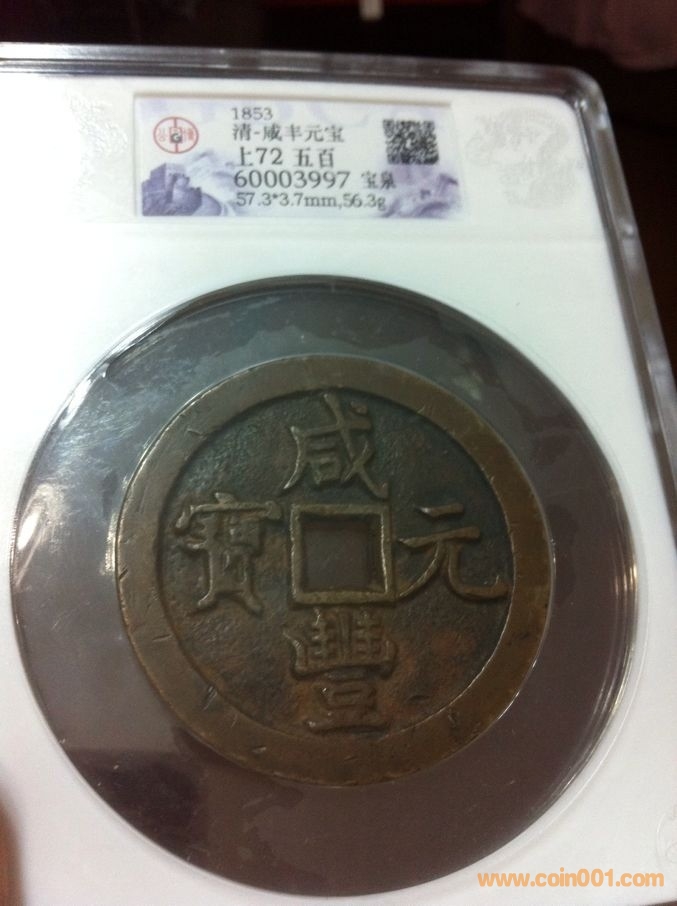 1853
清-咸丰元宝
上72 五百
60003997 宝泉
57.3*3.7mm,56.3g
咸
寶 元
豐
www.coin001.com